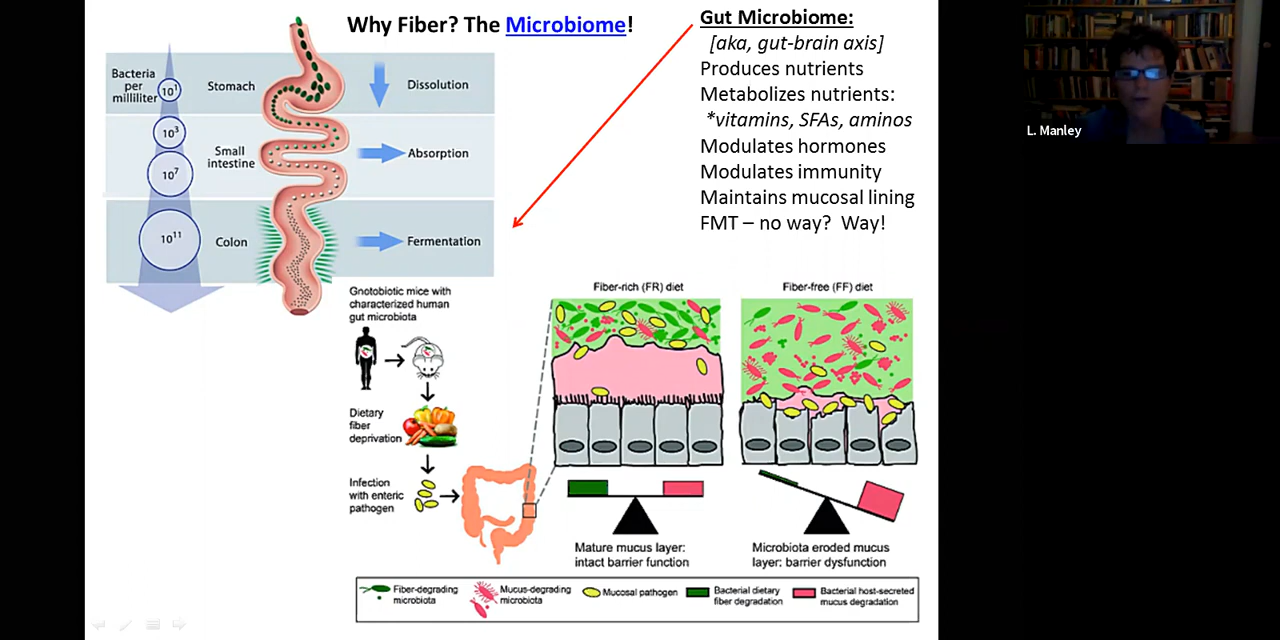 Why Fiber? The Microbiome!
Bacteria
per
milliliter
10¹
10³
10⁷
10¹¹
Stomach
Small
intestine
Colon
Dissolution
Absorption
Fermentation
Gut Microbiome:
[aka, gut-brain axis]
Produces nutrients
Metabolizes nutrients:
*vitamins, SFAs, aminos
Modulates hormones
Modulates immunity
Maintains mucosal lining
FMT – no way? Way!
L. Manley
Gnotobiotic mice with
characterized human
gut microbiota
Dietary
fiber
deprivation
Infection
with enteric
pathogen
Fiber-rich (FR) diet
Fiber-free (FF) diet
Mature mucus layer:
intact barrier function
Microbiota eroded mucus
layer: barrier dysfunction
Fiber-degrading
microbiota
Mucus-degrading
microbiota
Mucosal pathogen
Bacterial dietary
fiber degradation
Bacterial host-secreted
mucus degradation